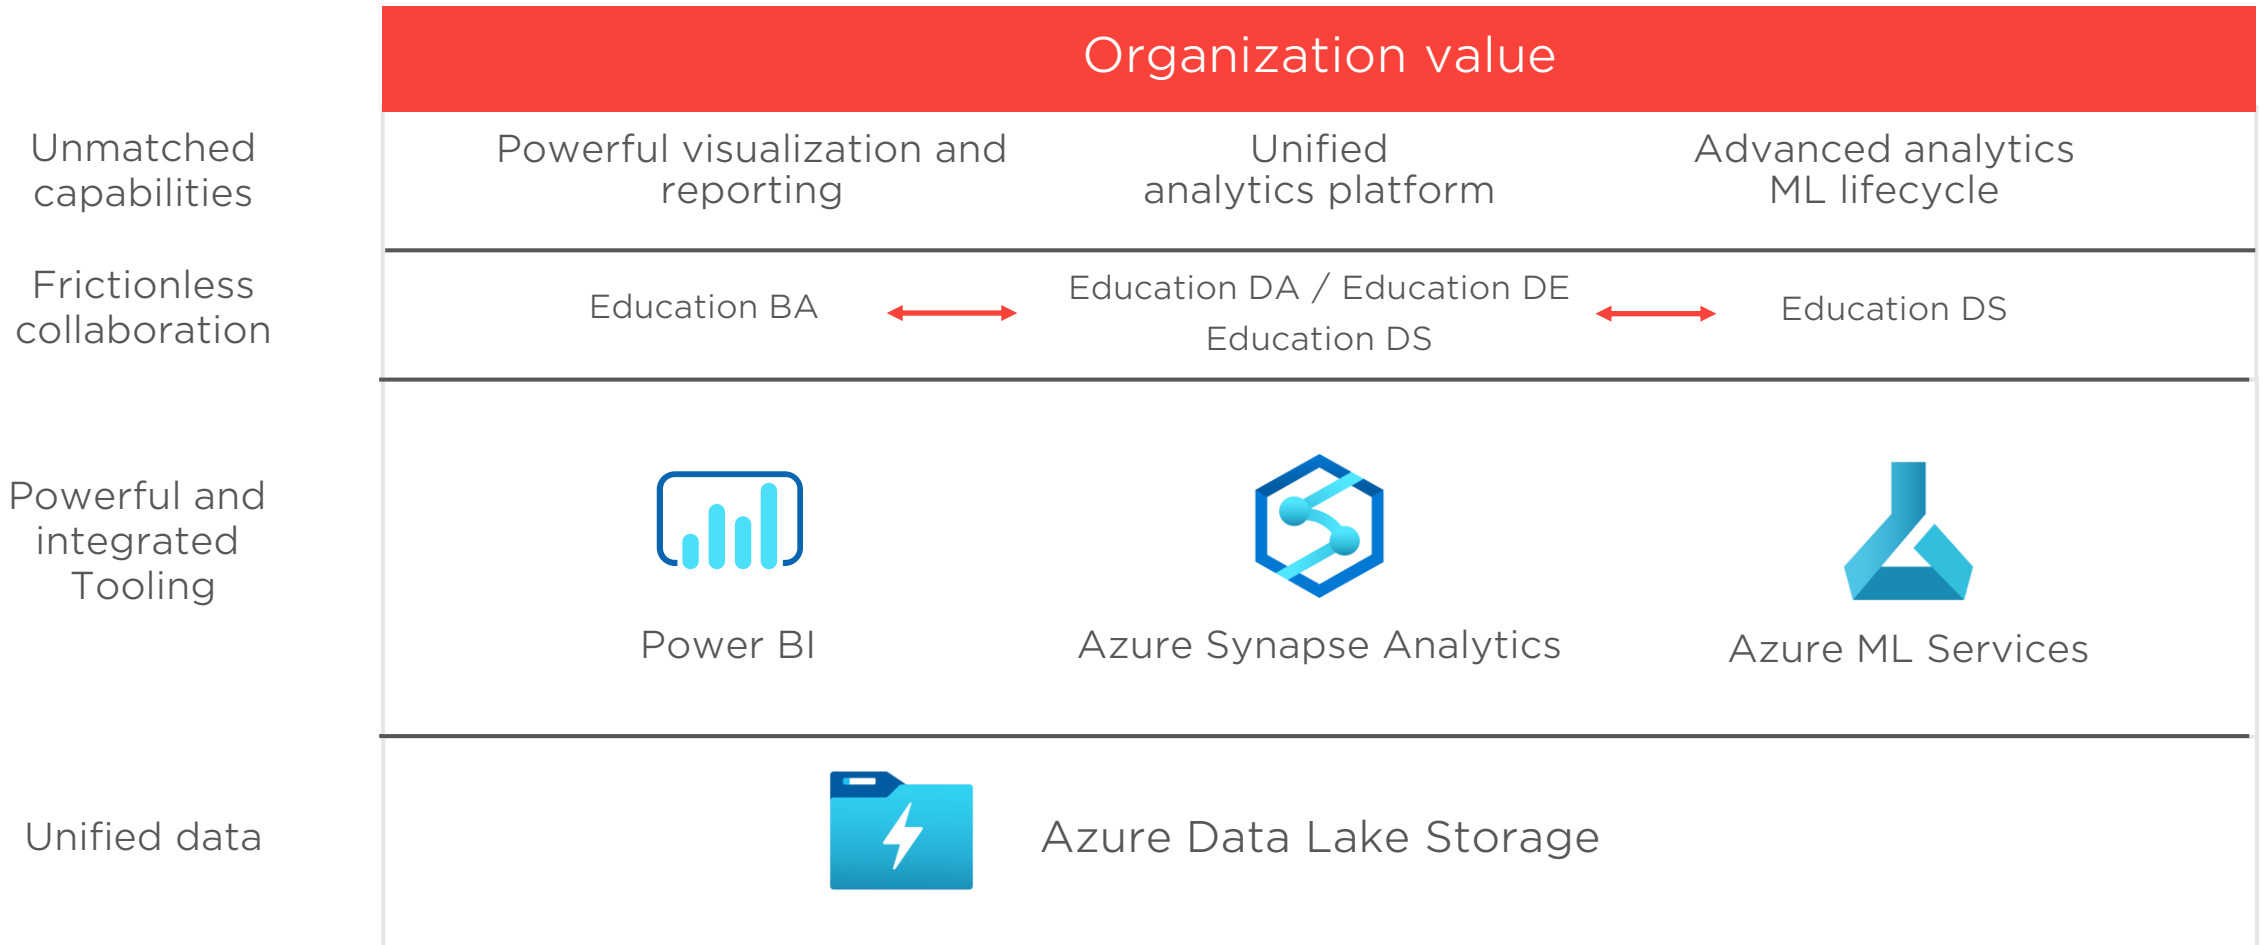 Organization value
Unmatched
capabilities
Powerful visualization and
reporting
Unified
analytics platform
Advanced analytics
ML lifecycle
Frictionless
collaboration
Education BA
Education DA / Education DE
Education DS
Education DS
Powerful and
integrated
Tooling
Power BI
Azure Synapse Analytics
Azure ML Services
Unified data
Azure Data Lake Storage